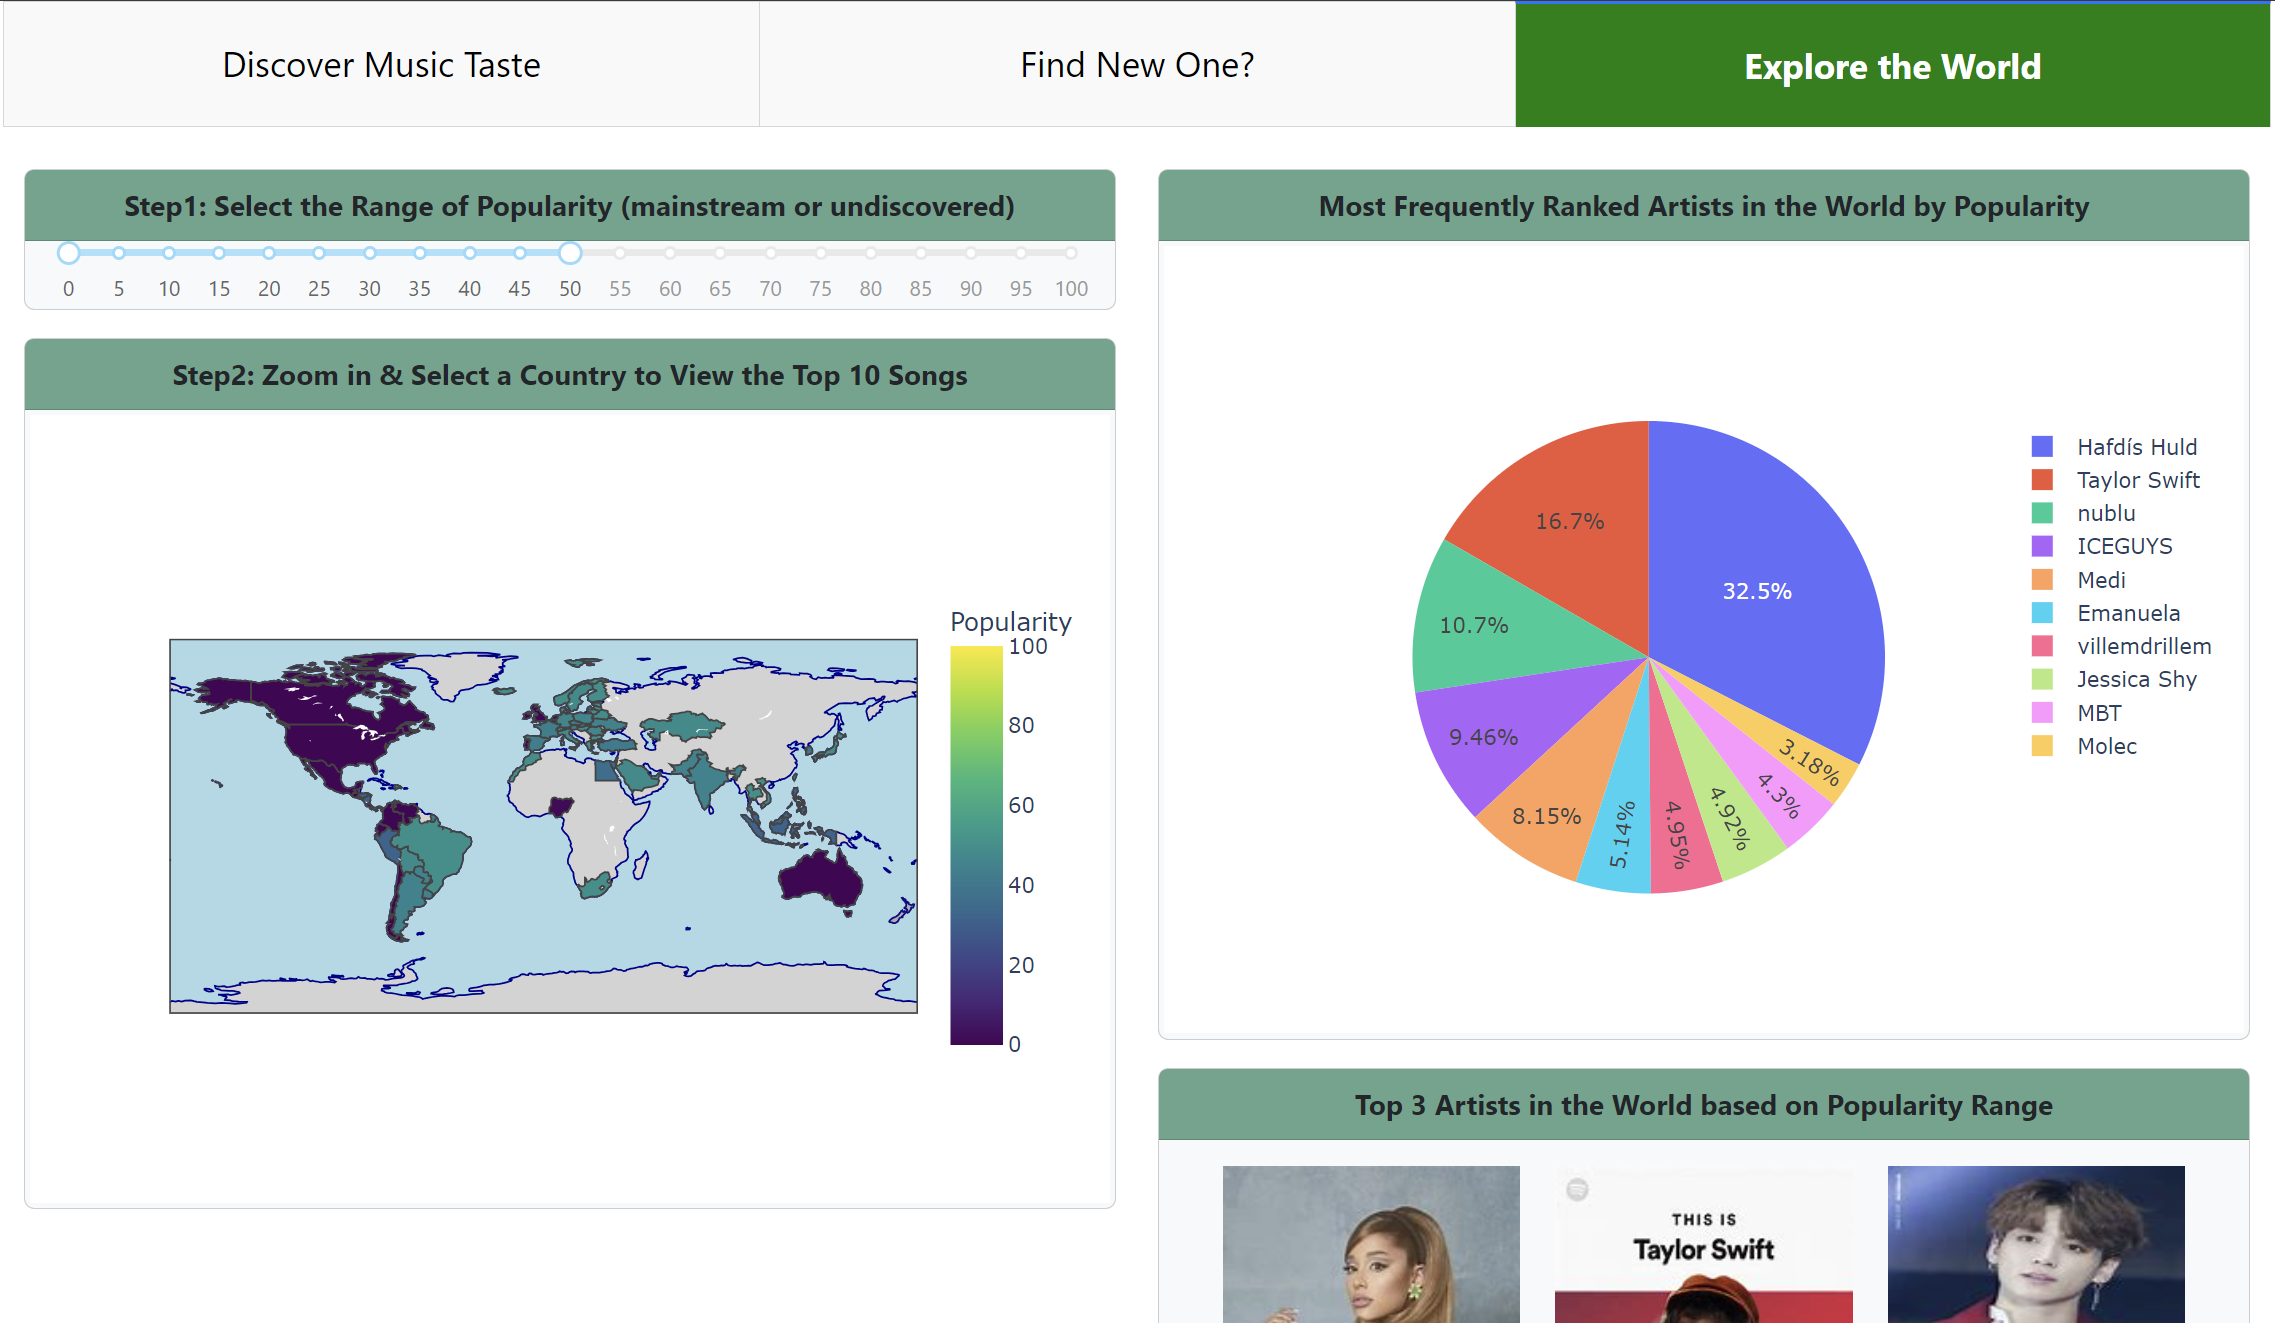 Discover Music Taste
Find New One?
Explore the World
Step1: Select the Range of Popularity (mainstream or undiscovered)
0 5 10 15 20 25 30 35 40 45 50 55 60 65 70 75 80 85 90 95 100
Step2: Zoom in & Select a Country to View the Top 10 Songs
Popularity
100
80
60
40
20
0
Most Frequently Ranked Artists in the World by Popularity
32.5%
16.7%
10.7%
9.46%
8.15%
5.14%
4.95%
4.92%
4.3%
3.18%
Hafdís Huld
Taylor Swift
nublu
ICEGUYS
Medi
Emanuela
villemdrillem
Jessica Shy
MBT
Molec
Top 3 Artists in the World based on Popularity Range
THIS IS
Taylor Swift